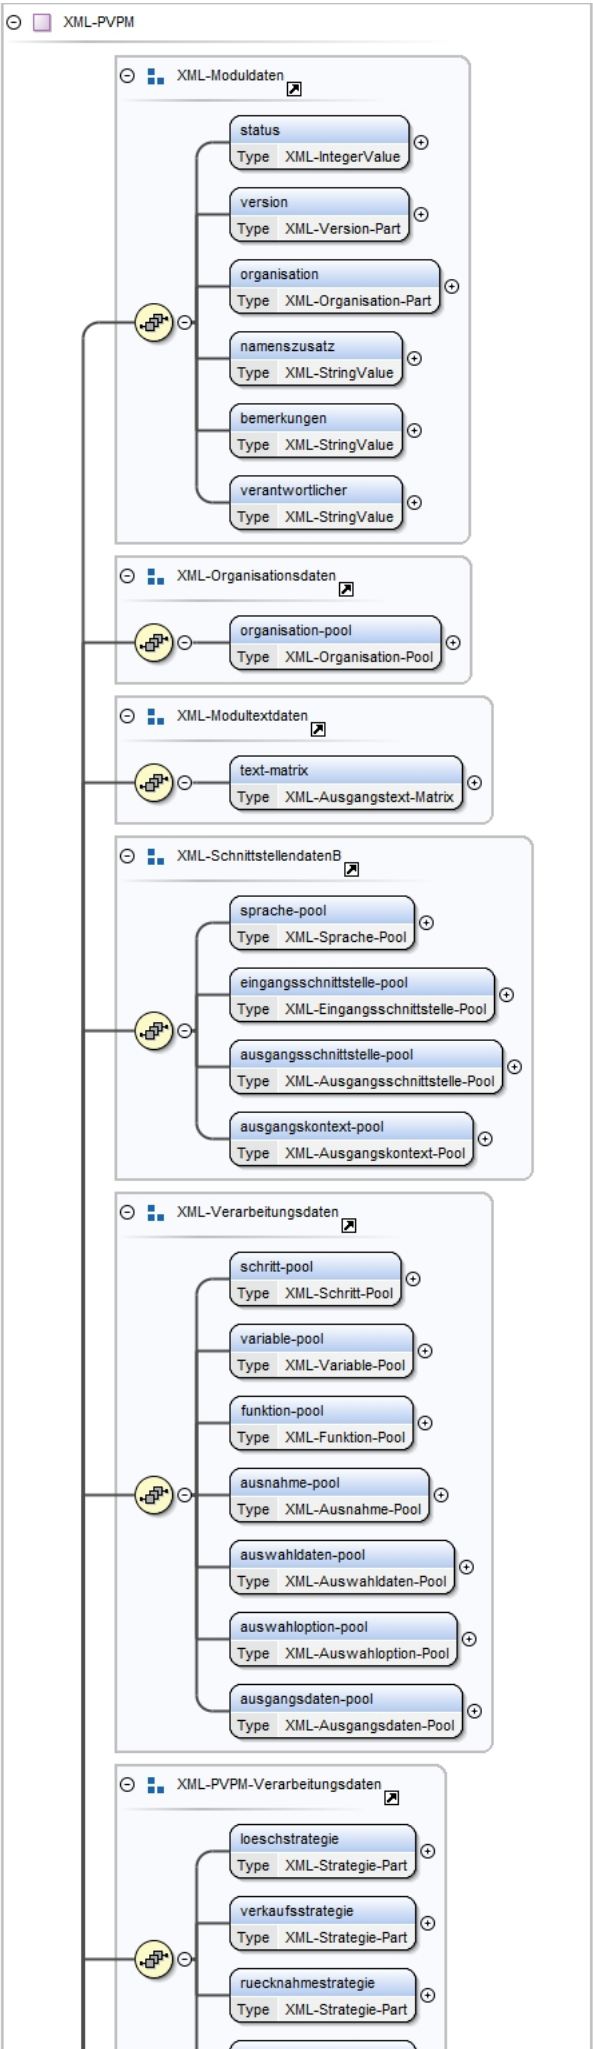 XML-PVPM
XML-Moduldaten
status
Type XML-IntegerValue
version
Type XML-Version-Part
organisation
Type XML-Organisation-Part
namenszusatz
Type XML-StringValue
bemerkungen
Type XML-StringValue
verantwortlicher
Type XML-StringValue
XML-Organisationsdaten
organisation-pool
Type XML-Organisation-Pool
XML-Modultextdaten
text-matrix
Type XML-Ausgangstext-Matrix
XML-SchnittstellendatenB
sprache-pool
Type XML-Sprache-Pool
eingangsschnittstelle-pool
Type XML-Eingangsschnittstelle-Pool
ausgangsschnittstelle-pool
Type XML-Ausgangsschnittstelle-Pool
ausgangskontext-pool
Type XML-Ausgangskontext-Pool
XML-Verarbeitungsdaten
schritt-pool
Type XML-Schritt-Pool
variable-pool
Type XML-Variable-Pool
funktion-pool
Type XML-Funktion-Pool
ausnahme-pool
Type XML-Ausnahme-Pool
auswahldaten-pool
Type XML-Auswahldaten-Pool
auswahloption-pool
Type XML-Auswahloption-Pool
ausgangsdaten-pool
Type XML-Ausgangsdaten-Pool
XML-PVPM-Verarbeitungsdaten
loeschstrategie
Type XML-Strategie-Part
verkaufsstrategie
Type XML-Strategie-Part
ruecknahmestrategie
Type XML-Strategie-Part